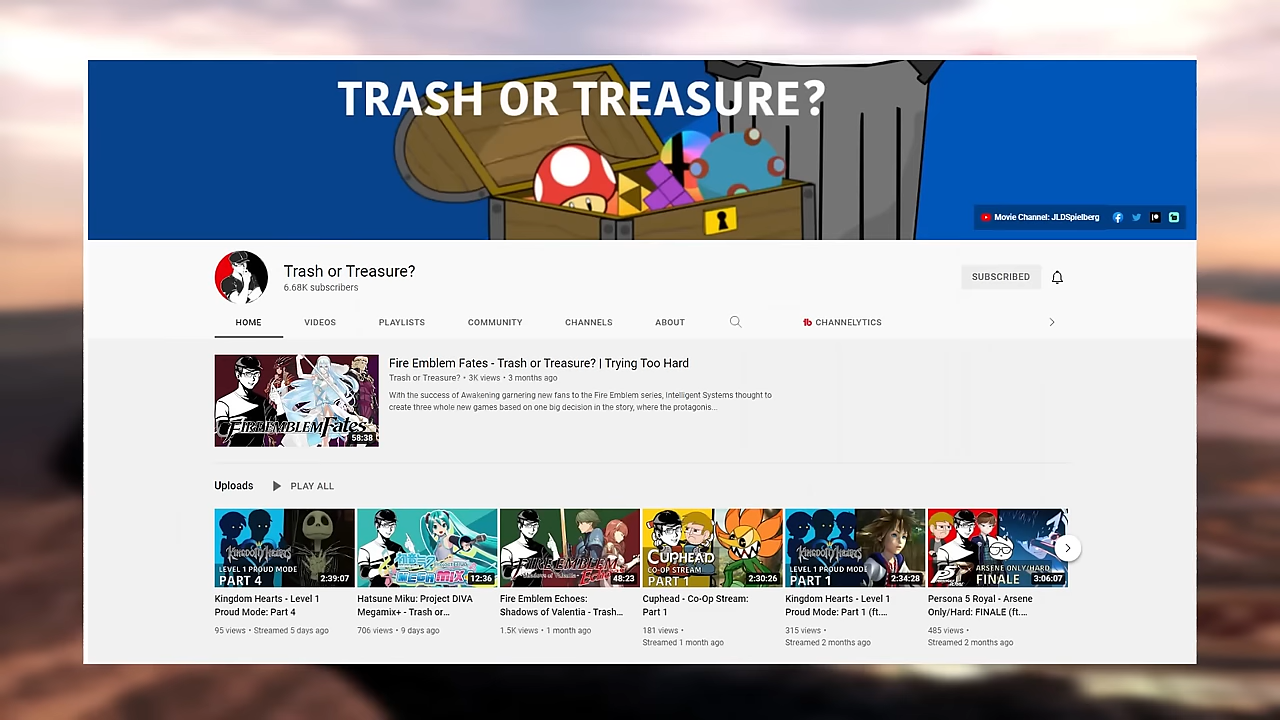 TRASH OR TREASURE?
Movie Channel: JLDSpielberg
Trash or Treasure?
6.68K subscribers
SUBSCRIBED
HOME VIDEOS PLAYLISTS COMMUNITY CHANNELS ABOUT tb CHANNELYTICS
Fire Emblem Fates - Trash or Treasure? | Trying Too Hard
Trash or Treasure? • 3K views • 3 months ago
With the success of Awakening garnering new fans to the Fire Emblem series, Intelligent Systems thought to
create three whole new games based on one big decision in the story, where the protagonis...
FIRE EMBLEM Fates
58:38
Uploads PLAY ALL
KINGDOM HEARTS
LEVEL 1 PROUD MODE
PART 4
2:39:07
Kingdom Hearts - Level 1
Proud Mode: Part 4
95 views • Streamed 5 days ago
MEGA MIX
12:36
Hatsune Miku: Project DIVA
Megamix+ - Trash or...
706 views • 9 days ago
FIRE EMBLEM Echoes
Shadows of Valentia
48:23
Fire Emblem Echoes:
Shadows of Valentia - Trash...
1.5K views • 1 month ago
CUPHEAD
CO-OP STREAM
PART 1
2:30:26
Cuphead - Co-Op Stream:
Part 1
181 views •
Streamed 1 month ago
KINGDOM HEARTS
LEVEL 1 PROUD MODE
PART 1
2:34:28
Kingdom Hearts - Level 1
Proud Mode: Part 1 (ft....
315 views •
Streamed 2 months ago
ARSENE ONLY/HARD
FINALE
3:06:07
Persona 5 Royal - Arsene
Only/Hard: FINALE (ft....
485 views •
Streamed 2 months ago